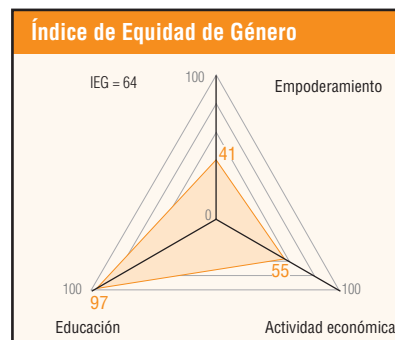 Índice de Equidad de Género
IEG = 64
100
Empoderamiento
41
0
55
100
97
100
Educación
Actividad económica